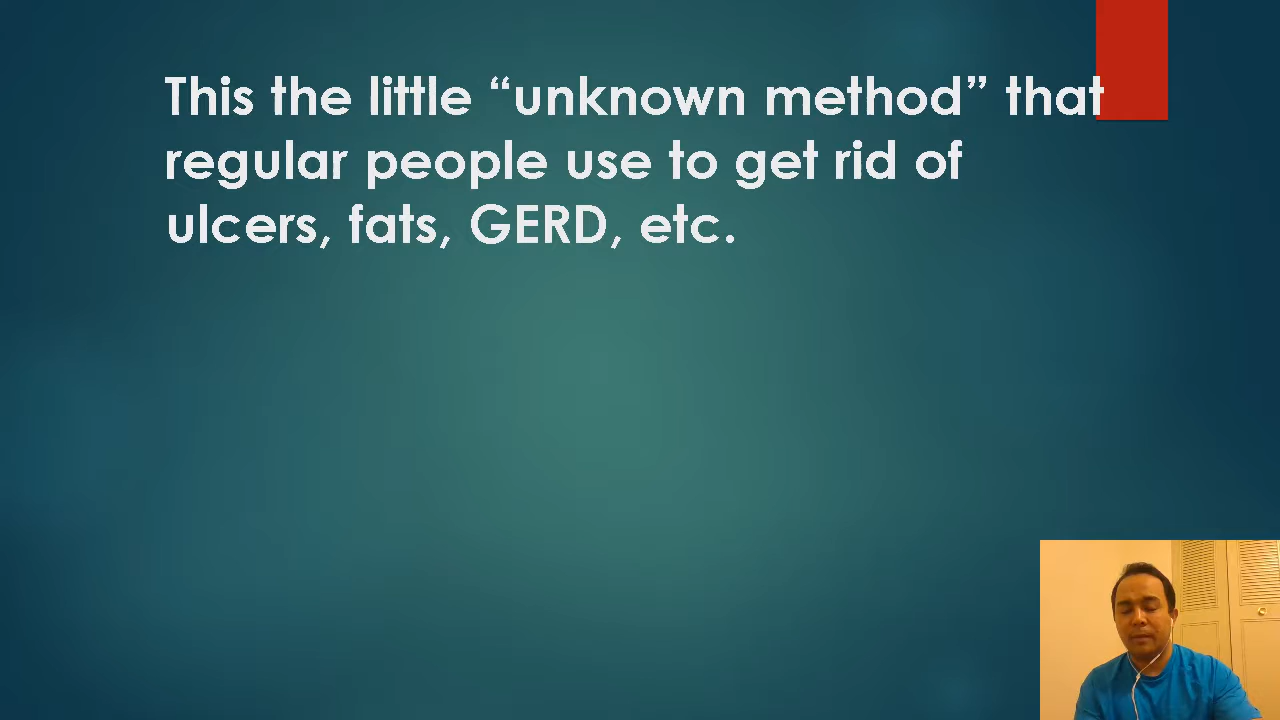 This the little “unknown method” that
regular people use to get rid of
ulcers, fats, GERD, etc.